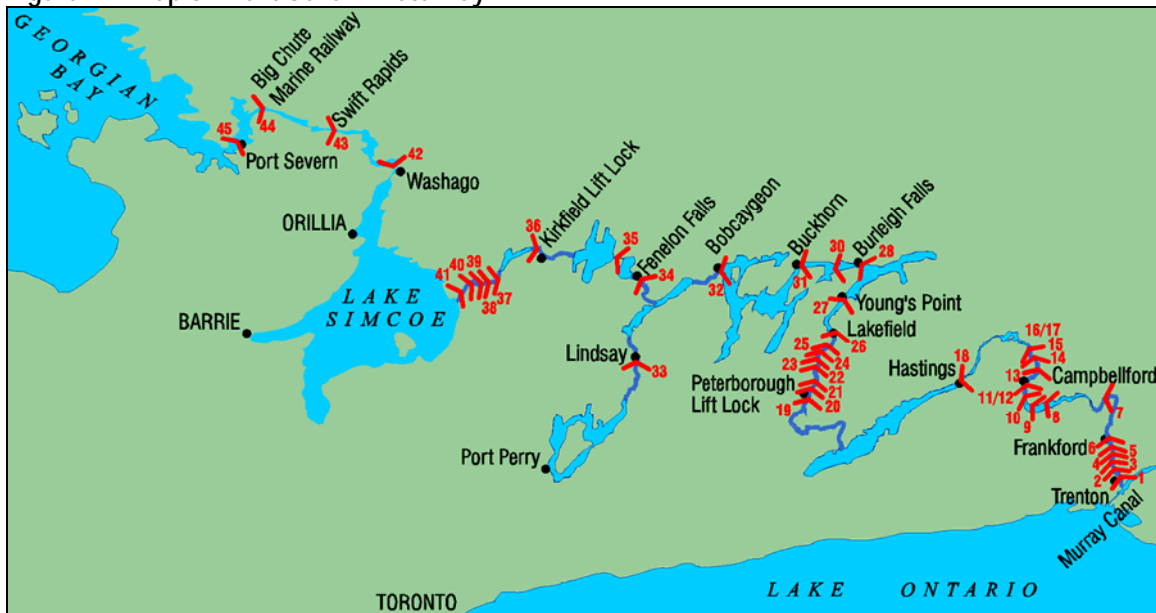 GEORGIAN
BAY
Big Chute
Marine Railway
Swift Rapids
45
44
43
42
Port Severn
Washago
ORILLIA
36
Kirkfield Lift Lock
35
Fenelon Falls
34
Bobcaygeon
32
Buckhorn
31
30
Burleigh Falls
28
41
40
39
38
37
LAKE
SIMCOE
BARRIE
27
Young's Point
Lakefield
26
25
24
23
22
21
Peterborough
Lift Lock
19
20
Lindsay
33
Port Perry
Hastings
18
16/17
15
14
13
Campbellford
11/12
10
9
8
7
Frankford
6
5
4
3
2
1
Trenton
Murray Canal
LAKE ONTARIO
TORONTO